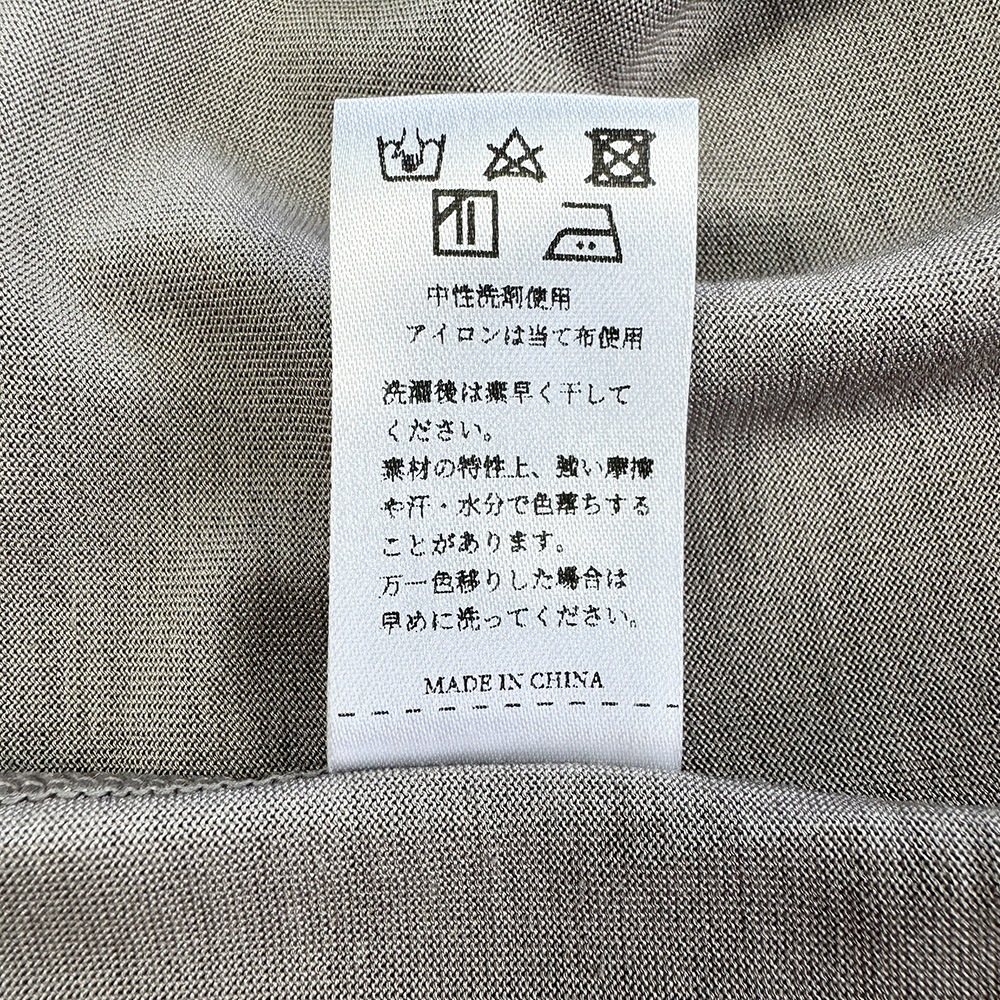 中性洗剤使用
アイロンは当て布使用
洗濯後は素早く干して
ください。
素材の特性上、強い摩擦
や汗・水分で色落ちする
ことがあります。
万一色移りした場合は
早めに洗ってください。
MADE IN CHINA